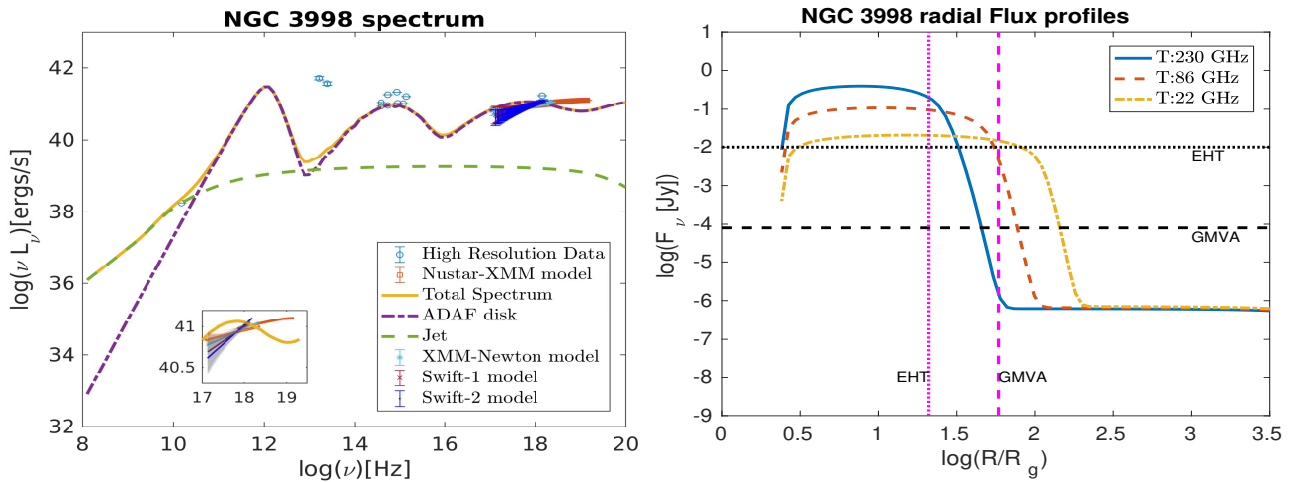 NGC 3998 spectrum
log(ν L_ν)[ergs/s]
42
40
38
36
34
32
8
10
12
14
16
18
20
log(ν)[Hz]
High Resolution Data
Nustar-XMM model
Total Spectrum
ADAF disk
Jet
XMM-Newton model
Swift-1 model
Swift-2 model
41
40.5
17
18
19
NGC 3998 radial Flux profiles
log(F_ν [Jy])
1
0
-1
-2
-3
-4
-5
-6
-7
-8
-9
0
0.5
1
1.5
2
2.5
3
3.5
log(R/R_g)
T:230 GHz
T:86 GHz
T:22 GHz
EHT
GMVA
EHT
GMVA